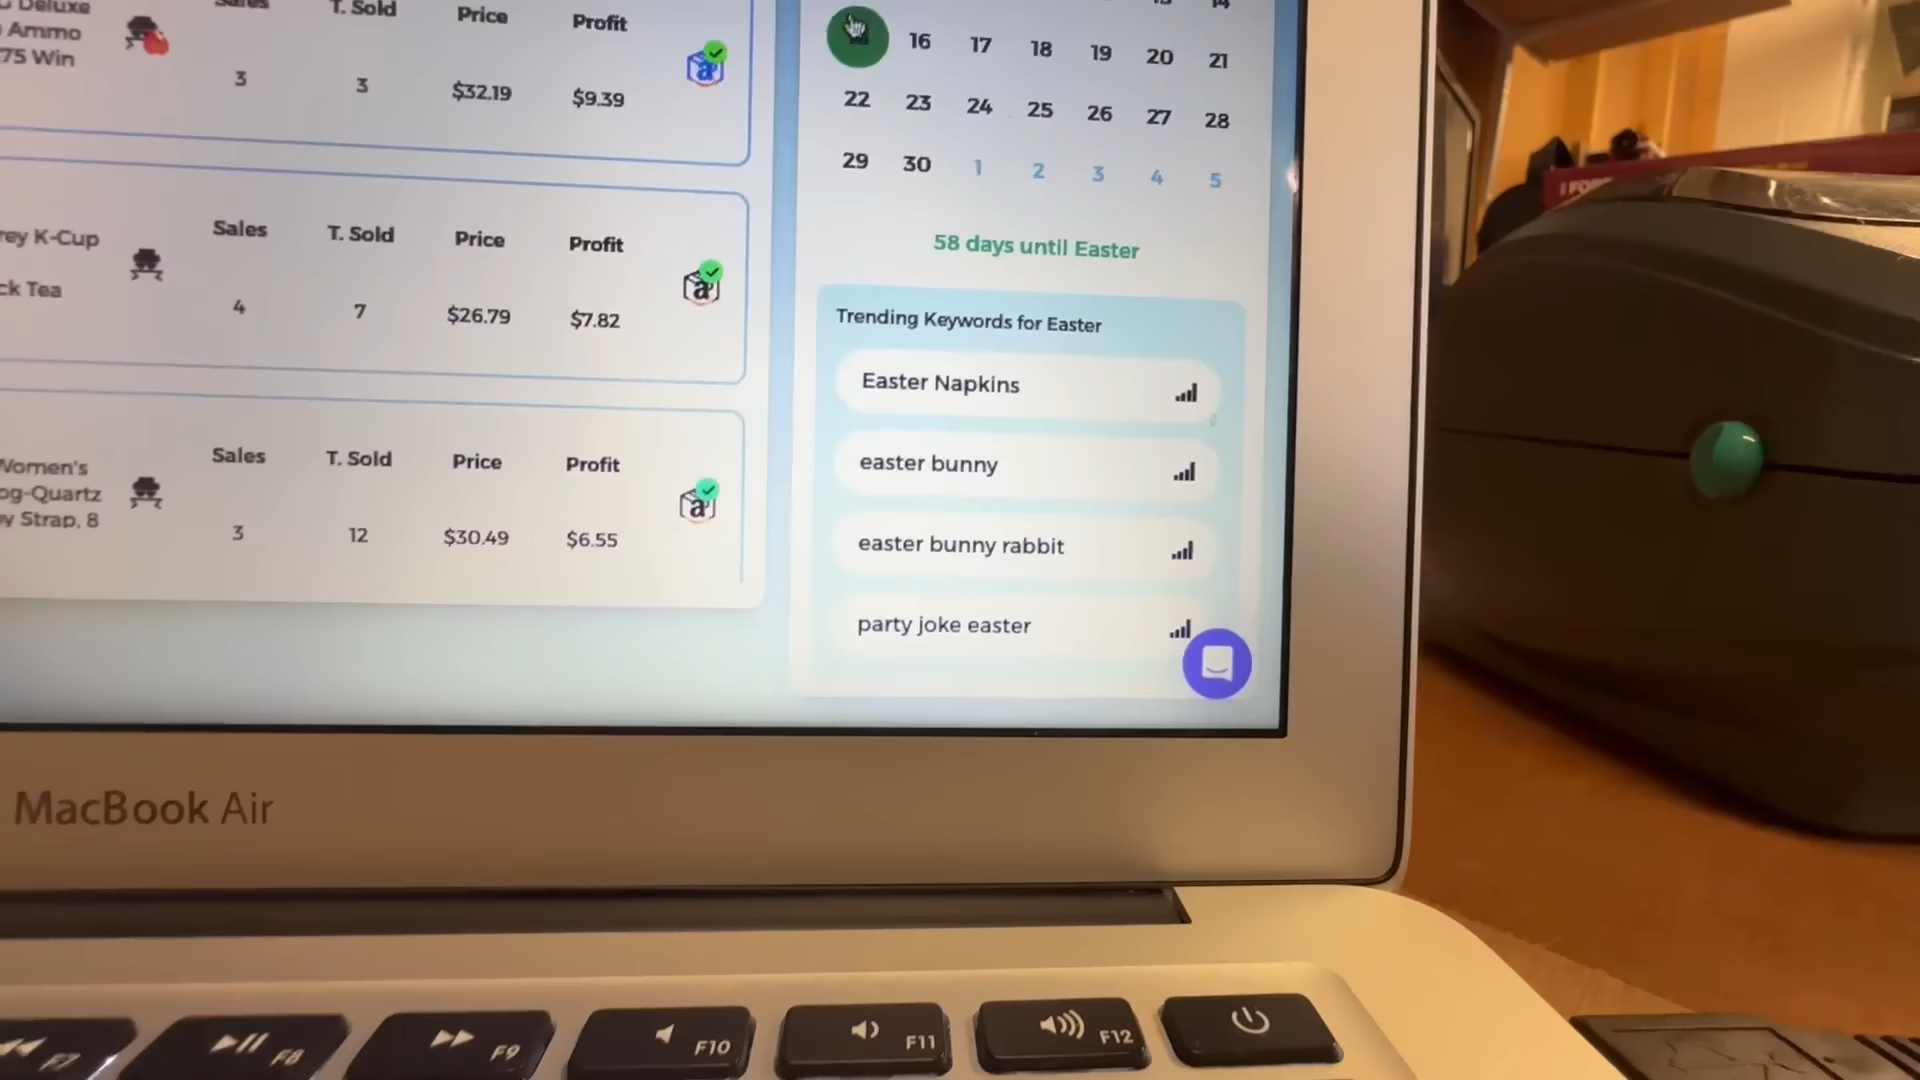 Deluxe
Ammo
75 Win
Sales T. Sold Price Profit
3 3 $32.19 $9.39
rey K-Cup
ck Tea
Sales T. Sold Price Profit
4 7 $26.79 $7.82
Women's
og-Quartz
y Strap, 8
Sales T. Sold Price Profit
3 12 $30.49 $6.55
14
16 17 18 19 20 21
22 23 24 25 26 27 28
29 30 1 2 3 4 5
58 days until Easter
Trending Keywords for Easter
Easter Napkins
easter bunny
easter bunny rabbit
party joke easter
MacBook Air
F7 F8 F9 F10 F11 F12